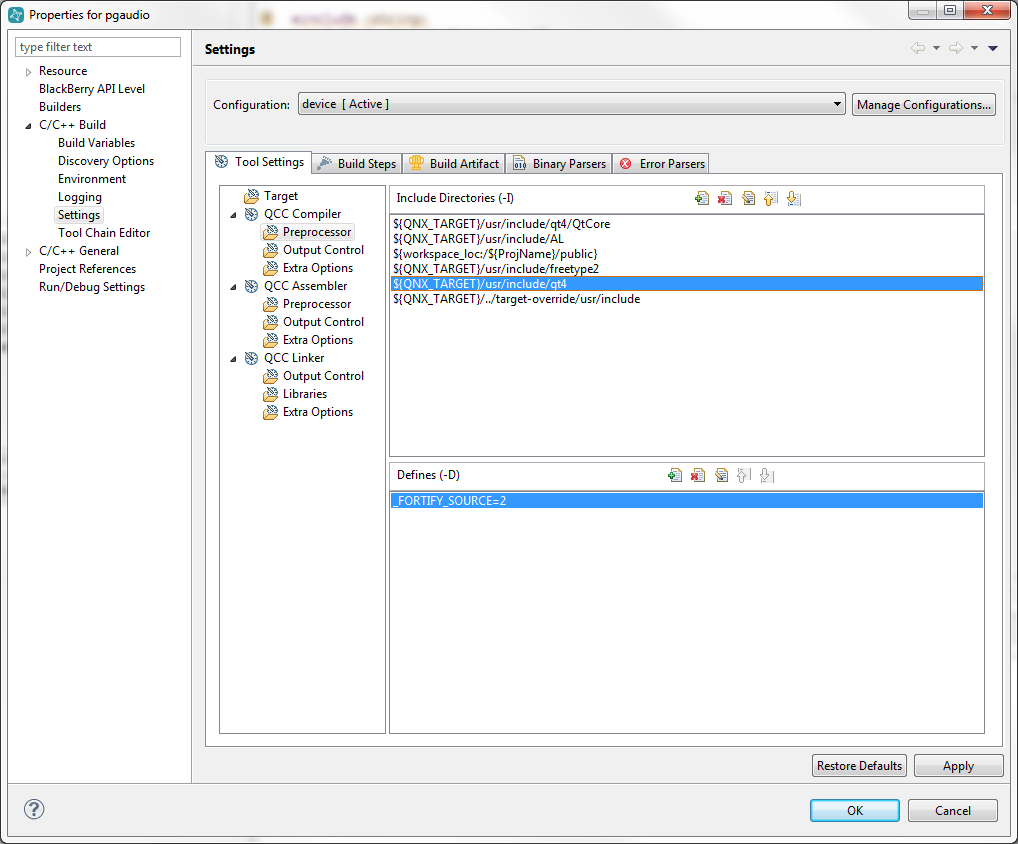 Properties for pgaudio
type filter text
Resource
BlackBerry API Level
Builders
C/C++ Build
Build Variables
Discovery Options
Environment
Logging
Settings
Tool Chain Editor
C/C++ General
Project References
Run/Debug Settings
Settings
Configuration:
device [ Active ]
Manage Configurations...
Tool Settings
Build Steps
Build Artifact
Binary Parsers
Error Parsers
Target
QCC Compiler
Preprocessor
Output Control
Extra Options
QCC Assembler
Preprocessor
Output Control
Extra Options
QCC Linker
Output Control
Libraries
Extra Options
Include Directories (-I)
${QNX_TARGET}/usr/include/qt4/QtCore
${QNX_TARGET}/usr/include/AL
${workspace_loc:/${ProjName}/public}
${QNX_TARGET}/usr/include/freetype2
${QNX_TARGET}/usr/include/qt4
${QNX_TARGET}/../target-override/usr/include
Defines (-D)
_FORTIFY_SOURCE=2
Restore Defaults
Apply
OK
Cancel